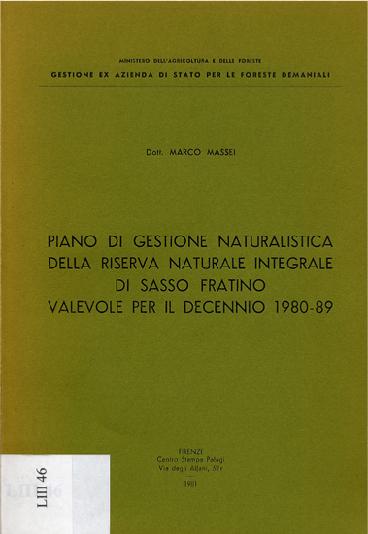 MINISTERO DELL'AGRICOLTURA E DELLE FORESTE
GESTIONE EX AZIENDA DI STATO PER LE FORESTE DEMANIALI
Dott. MARCO MASSEI
PIANO DI GESTIONE NATURALISTICA
DELLA RISERVA NATURALE INTEGRALE
DI SASSO FRATINO
VALEVOLE PER IL DECENNIO 1980-89
FIRENZE
Centro Stampa Palagi
Via degli Alfani, 51r
1981
LIII 46